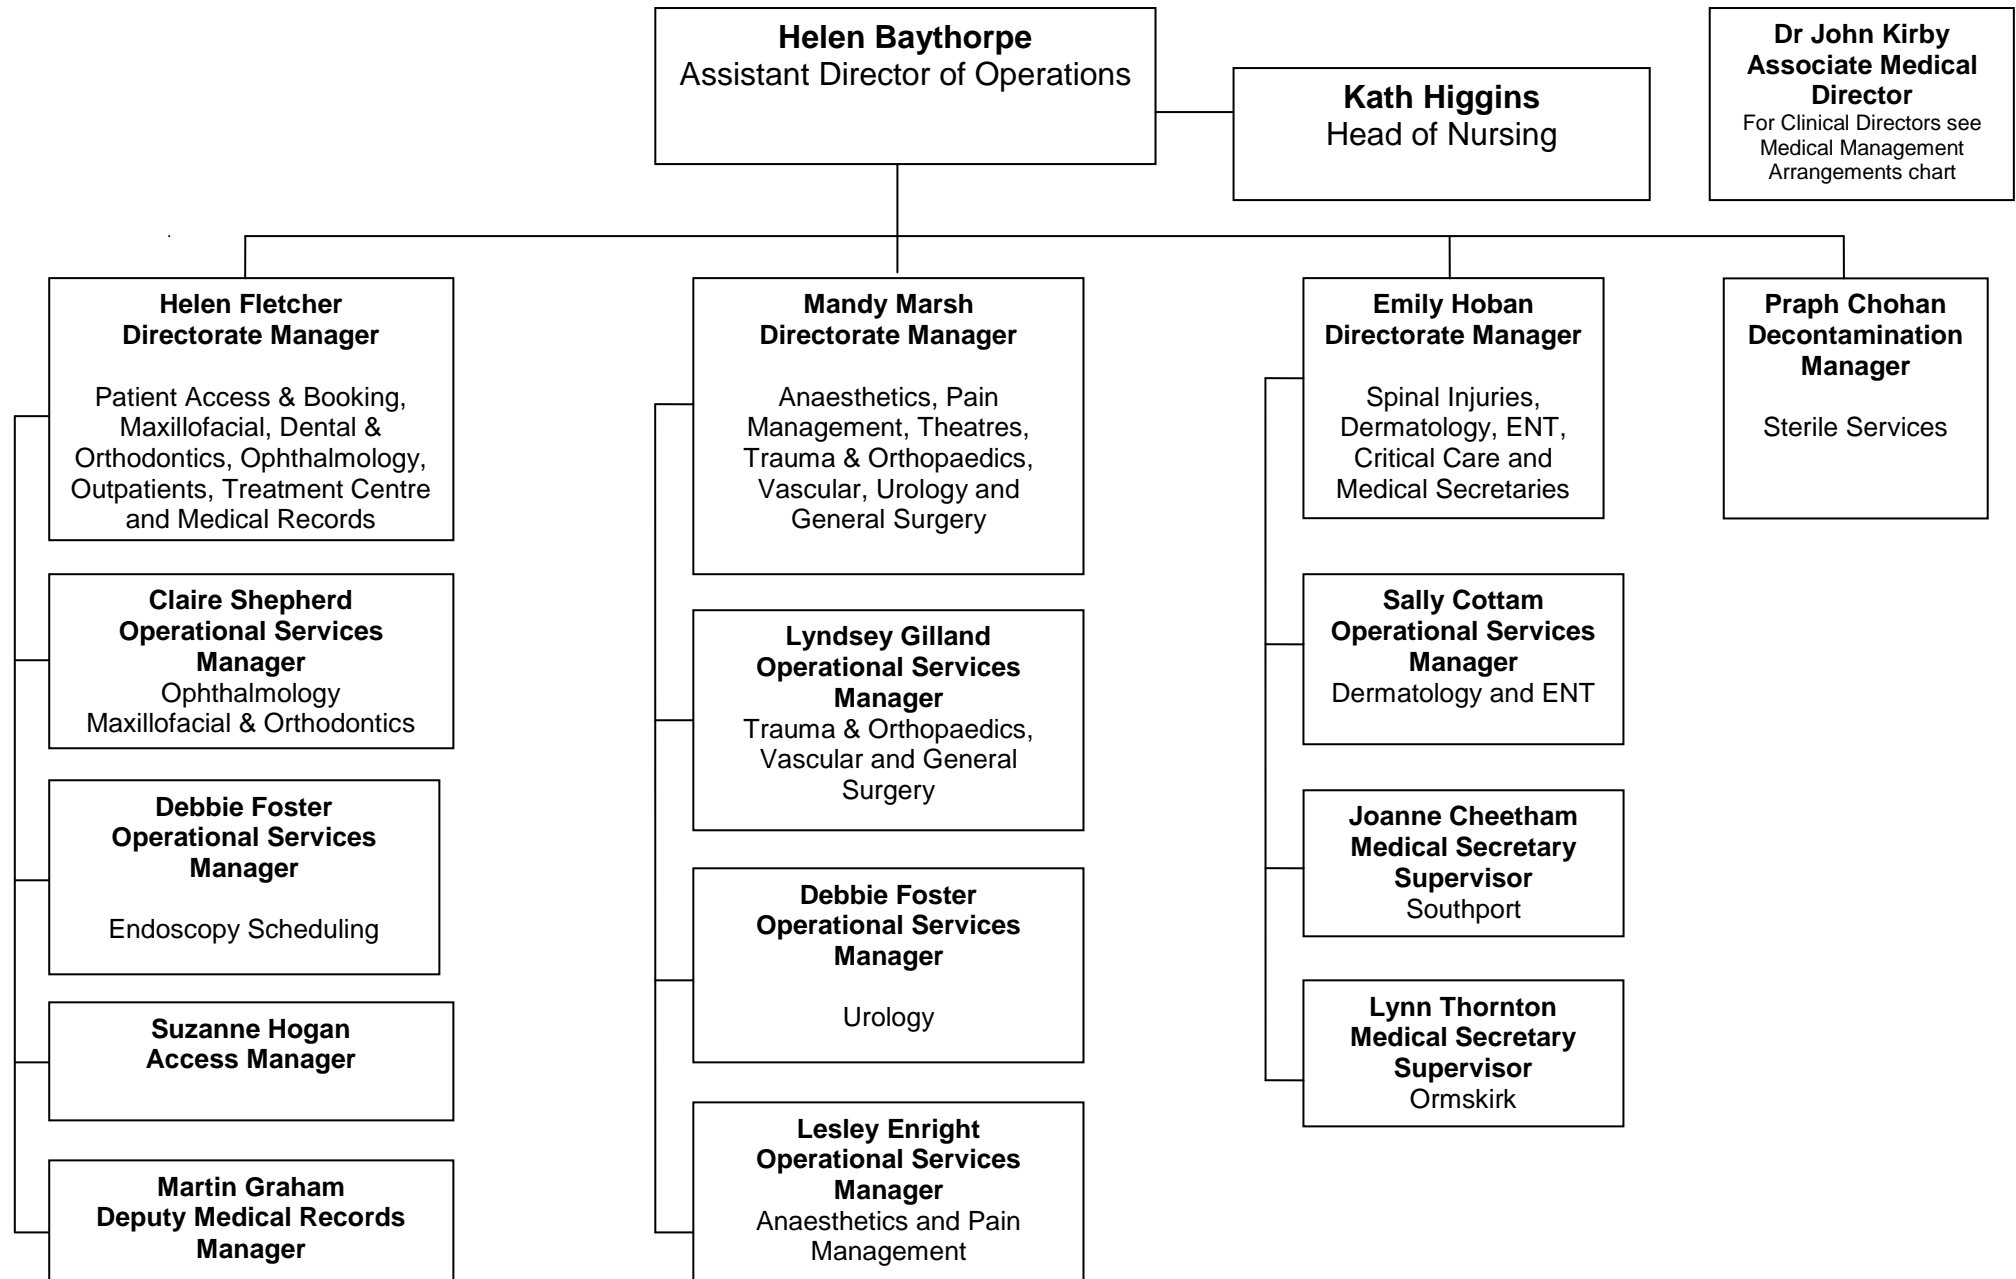 Helen Baythorpe
Assistant Director of Operations
Kath Higgins
Head of Nursing
Dr John Kirby
Associate Medical
Director
For Clinical Directors see
Medical Management
Arrangements chart
Helen Fletcher
Directorate Manager
Patient Access & Booking,
Maxillofacial, Dental &
Orthodontics, Ophthalmology,
Outpatients, Treatment Centre
and Medical Records
Claire Shepherd
Operational Services
Manager
Ophthalmology
Maxillofacial & Orthodontics
Debbie Foster
Operational Services
Manager
Endoscopy Scheduling
Suzanne Hogan
Access Manager
Martin Graham
Deputy Medical Records
Manager
Mandy Marsh
Directorate Manager
Anaesthetics, Pain
Management, Theatres,
Trauma & Orthopaedics,
Vascular, Urology and
General Surgery
Lyndsey Gilland
Operational Services
Manager
Trauma & Orthopaedics,
Vascular and General
Surgery
Debbie Foster
Operational Services
Manager
Urology
Lesley Enright
Operational Services
Manager
Anaesthetics and Pain
Management
Emily Hoban
Directorate Manager
Spinal Injuries,
Dermatology, ENT,
Critical Care and
Medical Secretaries
Sally Cottam
Operational Services
Manager
Dermatology and ENT
Joanne Cheetham
Medical Secretary
Supervisor
Southport
Lynn Thornton
Medical Secretary
Supervisor
Ormskirk
Praph Chohan
Decontamination
Manager
Sterile Services